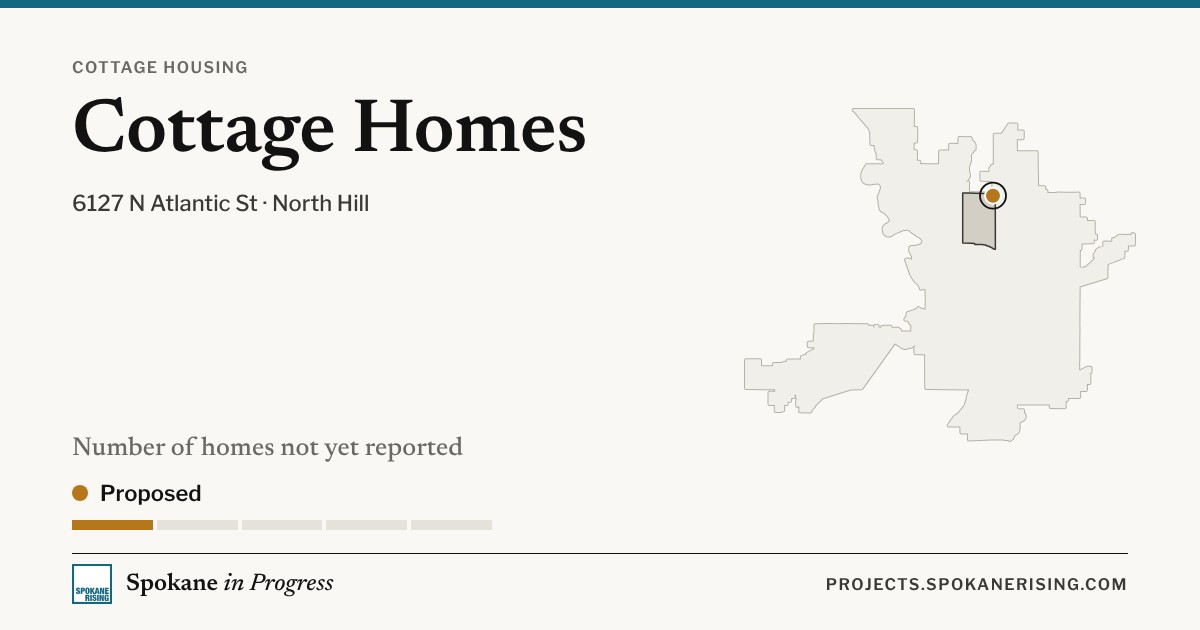 COTTAGE HOUSING
Cottage Homes
6127 N Atlantic St · North Hill
Number of homes not yet reported
Proposed
SPOKANE
RISING
Spokane in Progress
PROJECTS.SPOKANERISING.COM